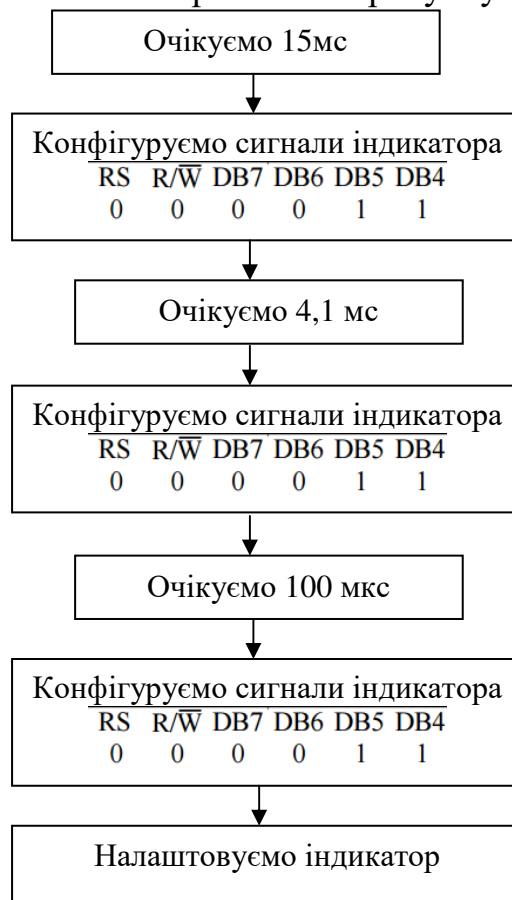 Очікуємо 15мс
Конфігуруємо сигнали індикатора
RS R/W̅ DB7 DB6 DB5 DB4
0 0 0 0 1 1
Очікуємо 4,1 мс
Конфігуруємо сигнали індикатора
RS R/W̅ DB7 DB6 DB5 DB4
0 0 0 0 1 1
Очікуємо 100 мкс
Конфігуруємо сигнали індикатора
RS R/W̅ DB7 DB6 DB5 DB4
0 0 0 0 1 1
Налаштовуємо індикатор